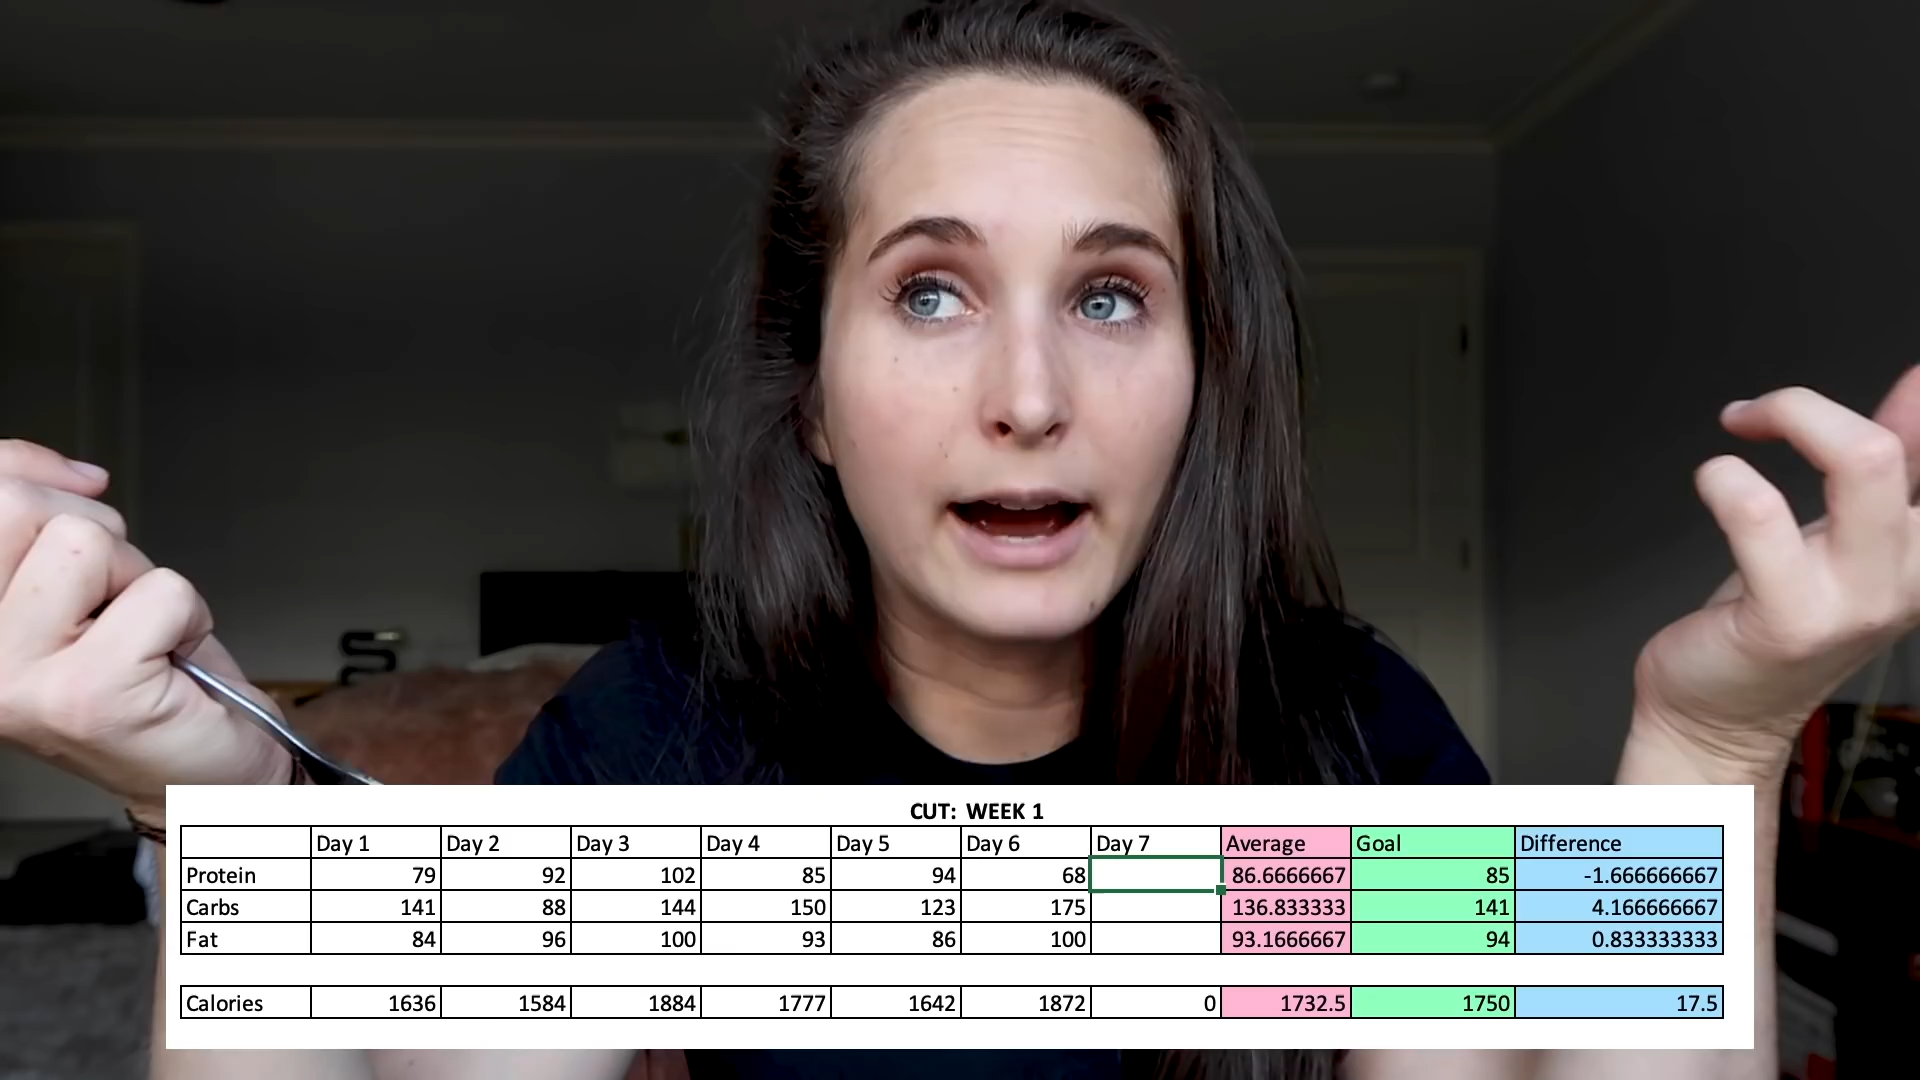 CUT: WEEK 1
Day 1 Day 2 Day 3 Day 4 Day 5 Day 6 Day 7 Average Goal Difference
Protein 79 92 102 85 94 68 86.6666667 85 -1.666666667
Carbs 141 88 144 150 123 175 136.833333 141 4.166666667
Fat 84 96 100 93 86 100 93.1666667 94 0.833333333
Calories 1636 1584 1884 1777 1642 1872 0 1732.5 1750 17.5